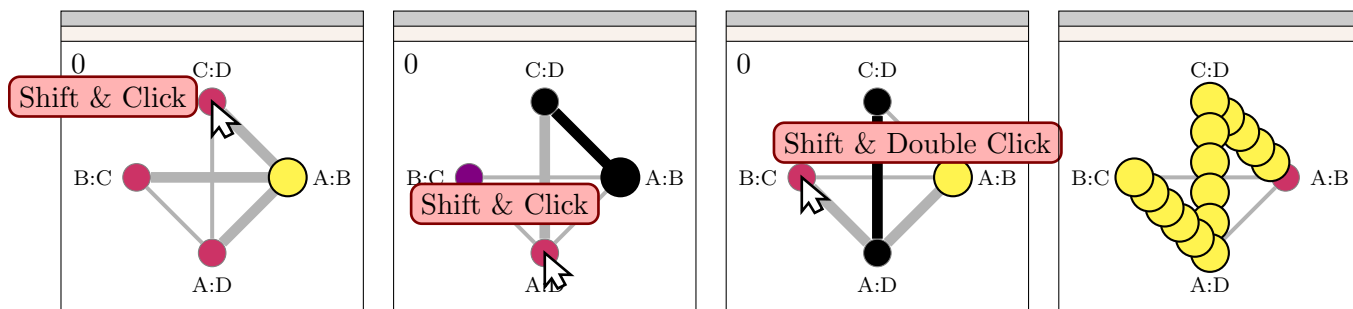 0
C:D
Shift & Click
B:C
A:B
A:D
0
C:D
B:C
A:B
Shift & Click
A:D
0
C:D
Shift & Double Click
B:C
A:B
A:D
C:D
B:C
A:B
A:D